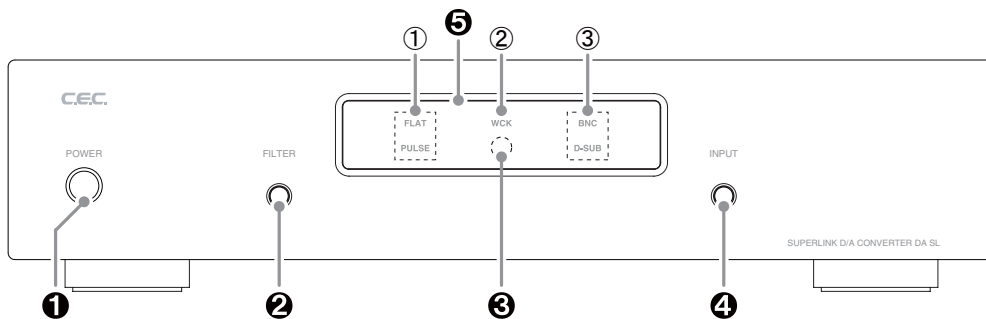 ❺
① ② ③
C.E.C.
FLAT WCK BNC
PULSE D-SUB
POWER FILTER INPUT
SUPERLINK D/A CONVERTER DA SL
❶ ❷ ❸ ❹